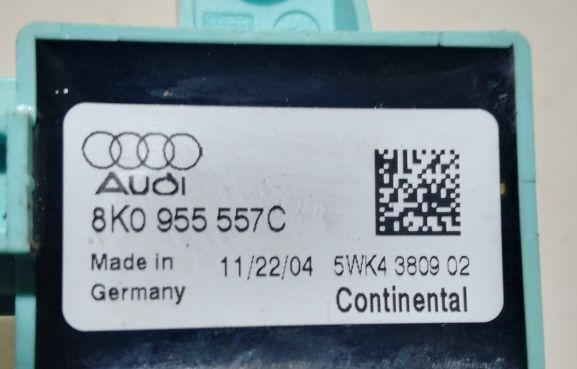 Audi
8K0 955 557C
Made in
Germany
11/22/04 5WK4 3809 02
Continental